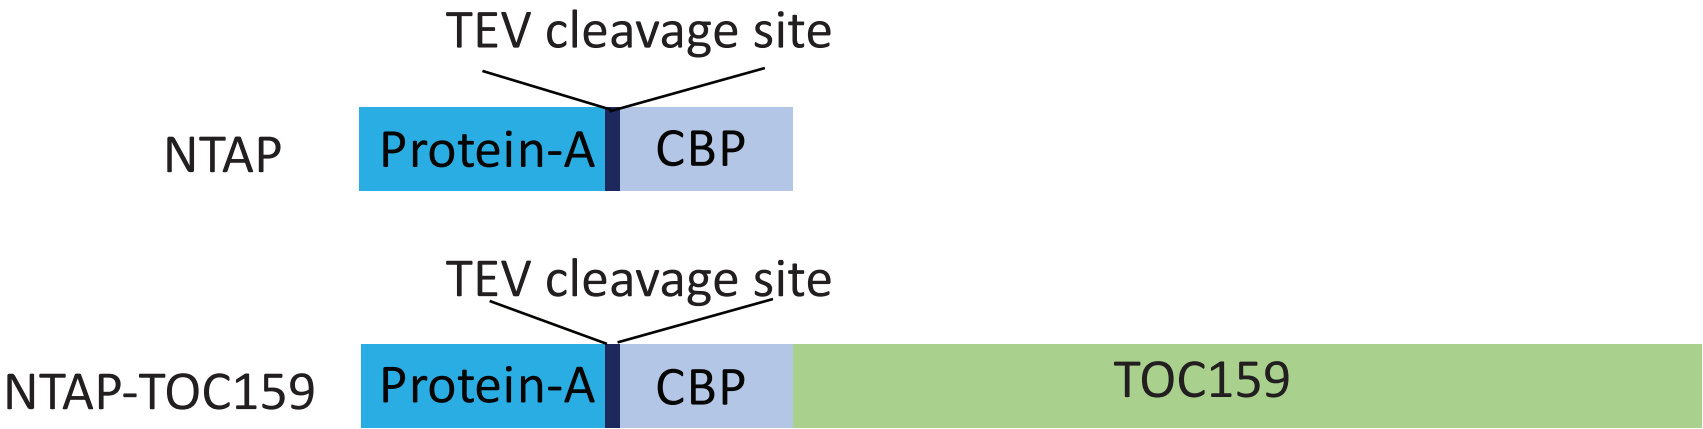 TEV cleavage site
NTAP
Protein-A
CBP
TEV cleavage site
NTAP-TOC159
Protein-A
CBP
TOC159